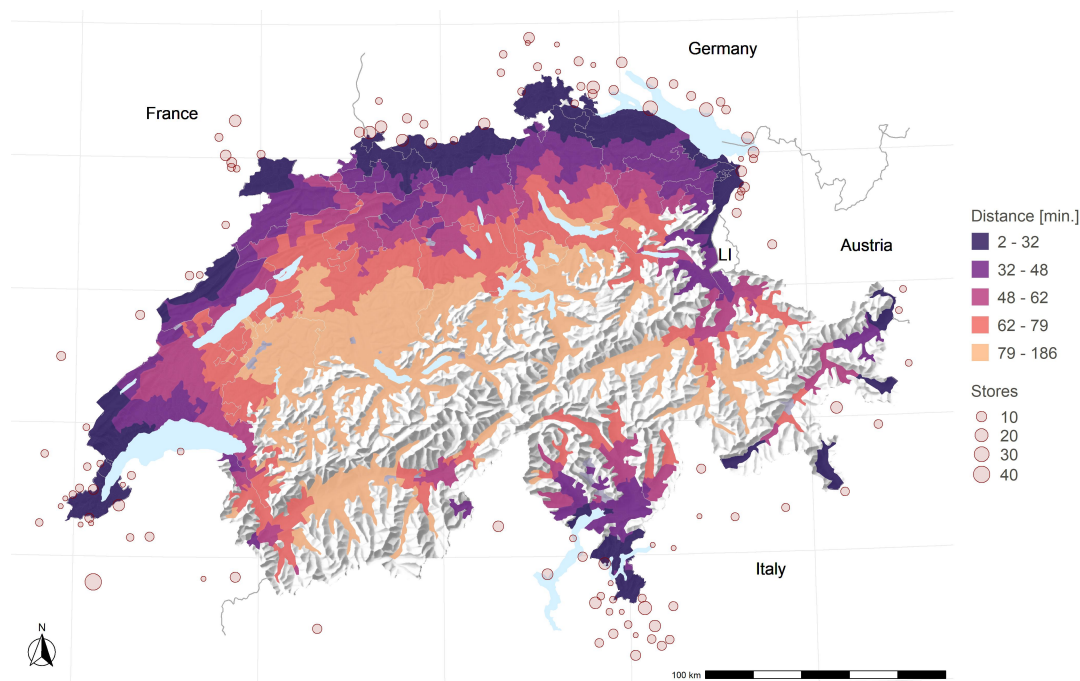 Germany
France
Austria
LI
Italy
Distance [min.]
2 - 32
32 - 48
48 - 62
62 - 79
79 - 186
Stores
10
20
30
40
N
100 km